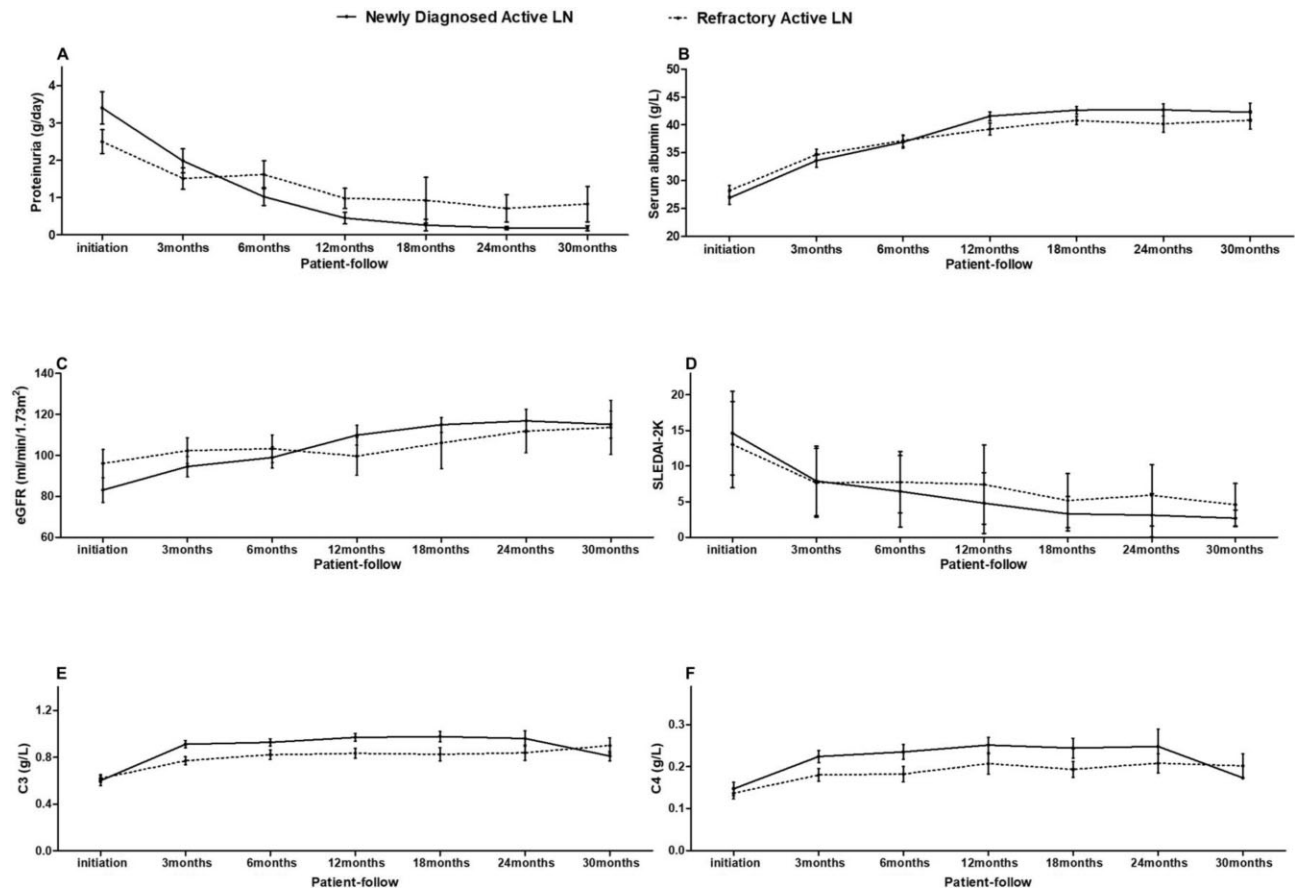 Newly Diagnosed Active LN Refractory Active LN
A B
Proteinuria (g/day)
4
3
2
1
0
initiation 3months 6months 12months 18months 24months 30months
Patient-follow
Serum albumin (g/L)
50
45
40
35
30
25
20
initiation 3months 6months 12months 18months 24months 30months
Patient-follow
C D
eGFR (ml/min/1.73m²)
140
120
100
80
60
initiation 3months 6months 12months 18months 24months 30months
Patient-follow
SLEDAI-2K
20
15
10
5
0
initiation 3months 6months 12months 18months 24months 30months
Patient-follow
E F
C3 (g/L)
1.2
0.8
0.4
0.0
initiation 3months 6months 12months 18months 24months 30months
Patient-follow
C4 (g/L)
0.3
0.2
0.1
0.0
initiation 3months 6months 12months 18months 24months 30months
Patient-follow